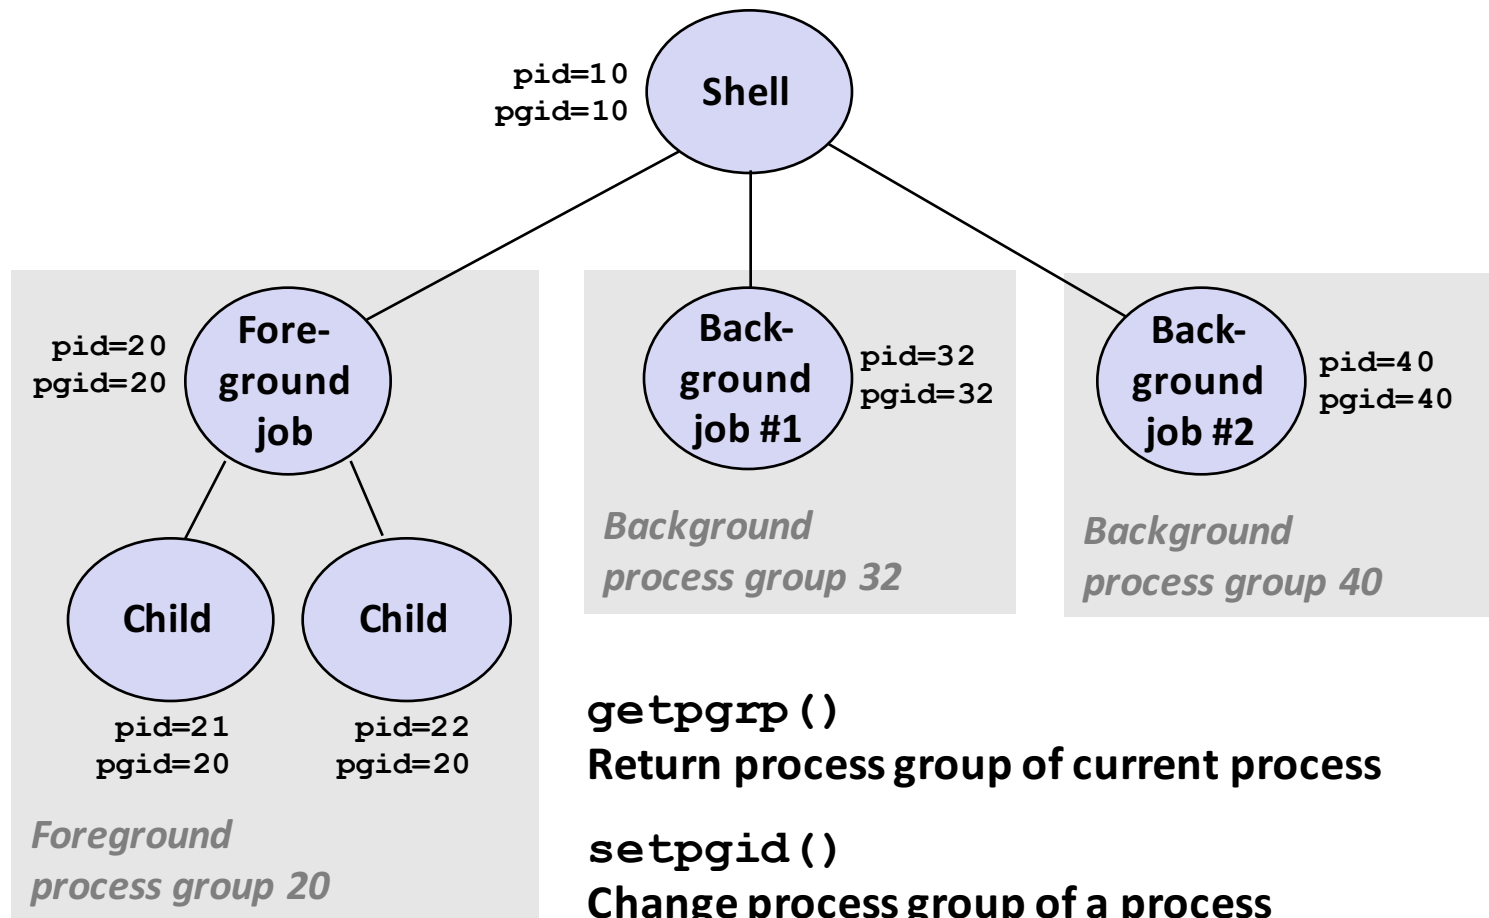 pid=10
pgid=10
Shell
pid=20
pgid=20
Fore-
ground
job
Back-
ground
job #1
pid=32
pgid=32
Back-
ground
job #2
pid=40
pgid=40
Background
process group 32
Background
process group 40
Child
Child
pid=21
pgid=20
pid=22
pgid=20
Foreground
process group 20
getpgrp()
Return process group of current process
setpgid()
Change process group of a process